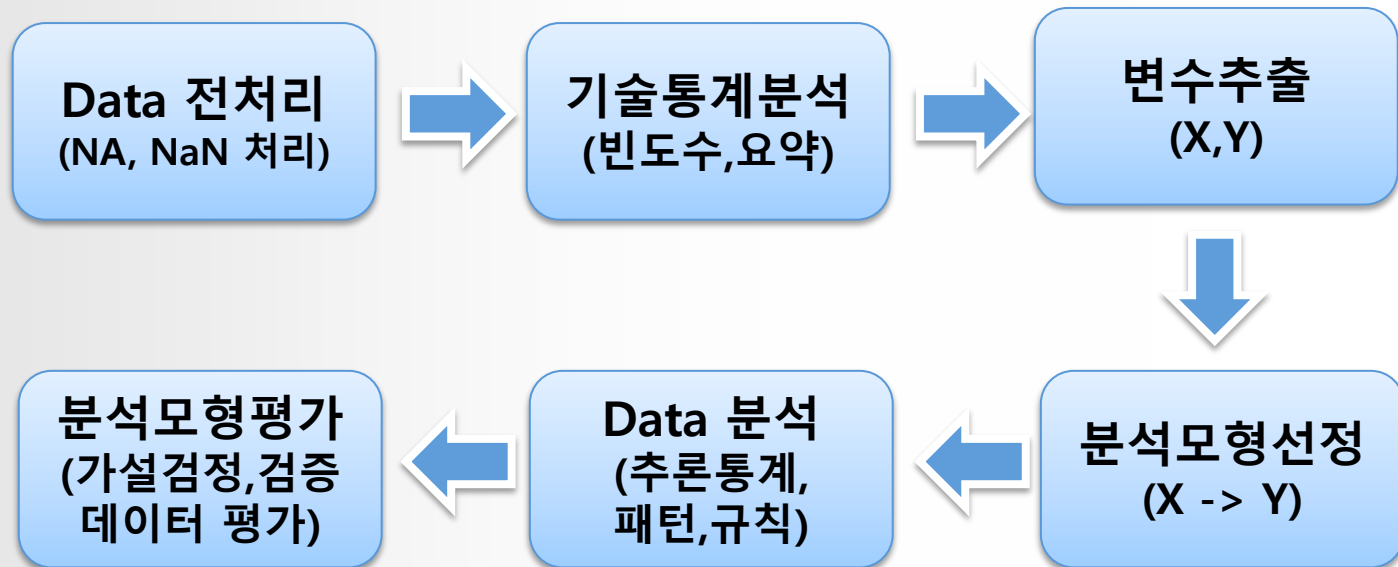 Data 전처리
(NA, NaN 처리)
기술통계분석
(빈도수,요약)
변수추출
(X,Y)
분석모형선정
(X -> Y)
Data 분석
(추론통계,
패턴,규칙)
분석모형평가
(가설검정,검증
데이터 평가)